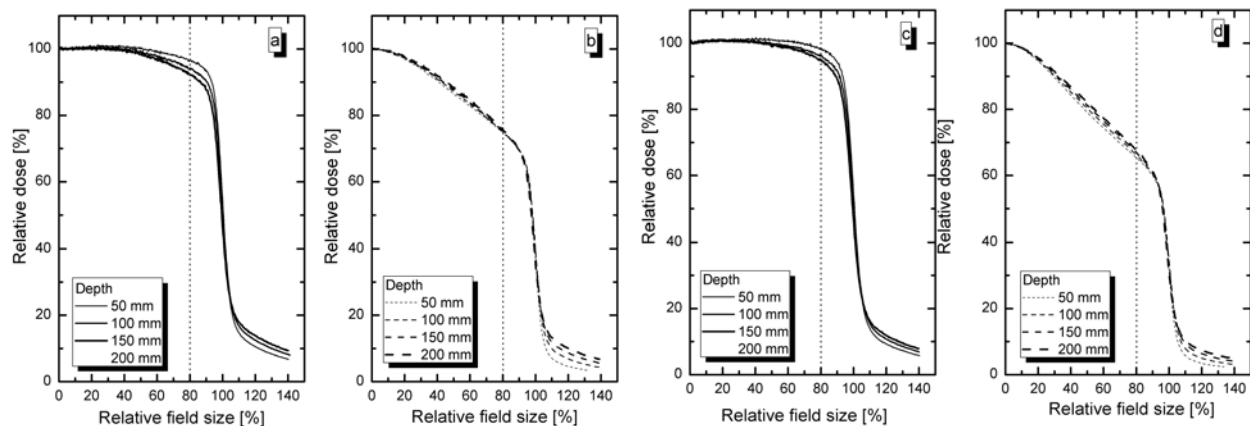 a
Relative dose [%]
100
80
60
40
20
0
Depth
50 mm
100 mm
150 mm
200 mm
0 20 40 60 80 100 120 140
Relative field size [%]
b
Relative dose [%]
100
80
60
40
20
0
Depth
50 mm
100 mm
150 mm
200 mm
0 20 40 60 80 100 120 140
Relative field size [%]
c
Relative dose [%]
100
80
60
40
20
0
Depth
50 mm
100 mm
150 mm
200 mm
0 20 40 60 80 100 120 140
Relative field size [%]
d
Relative dose [%]
100
80
60
40
20
0
Depth
50 mm
100 mm
150 mm
200 mm
0 20 40 60 80 100 120 140
Relative field size [%]